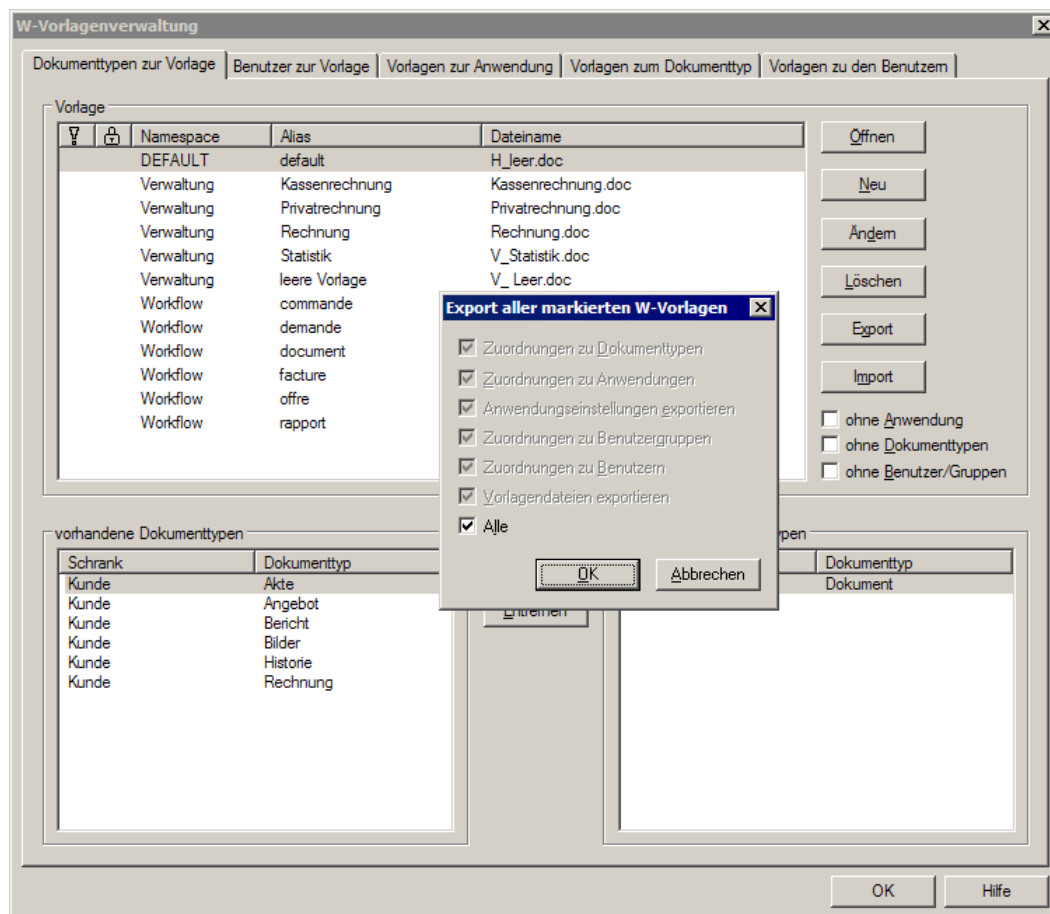 W-Vorlagenverwaltung
Dokumenttypen zur Vorlage Benutzer zur Vorlage Vorlagen zur Anwendung Vorlagen zum Dokumenttyp Vorlagen zu den Benutzern
Vorlage
Namespace Alias Dateiname
DEFAULT default H_leer.doc
Verwaltung Kassenrechnung Kassenrechnung.doc
Verwaltung Privatrechnung Privatrechnung.doc
Verwaltung Rechnung Rechnung.doc
Verwaltung Statistik V_Statistik.doc
Verwaltung leere Vorlage V_ Leer.doc
Workflow commande
Workflow demande
Workflow document
Workflow facture
Workflow offre
Workflow rapport
Öffnen
Neu
Ändern
Löschen
Export
Import
ohne Anwendung
ohne Dokumenttypen
ohne Benutzer/Gruppen
Export aller markierten W-Vorlagen
Zuordnungen zu Dokumenttypen
Zuordnungen zu Anwendungen
Anwendungseinstellungen exportieren
Zuordnungen zu Benutzergruppen
Zuordnungen zu Benutzern
Vorlagendateien exportieren
Alle
OK Abbrechen
vorhandene Dokumenttypen
Schrank Dokumenttyp
Kunde Akte
Kunde Angebot
Kunde Bericht
Kunde Bilder
Kunde Historie
Kunde Rechnung
Entfernen
Dokumenttyp
Dokument
OK Hilfe